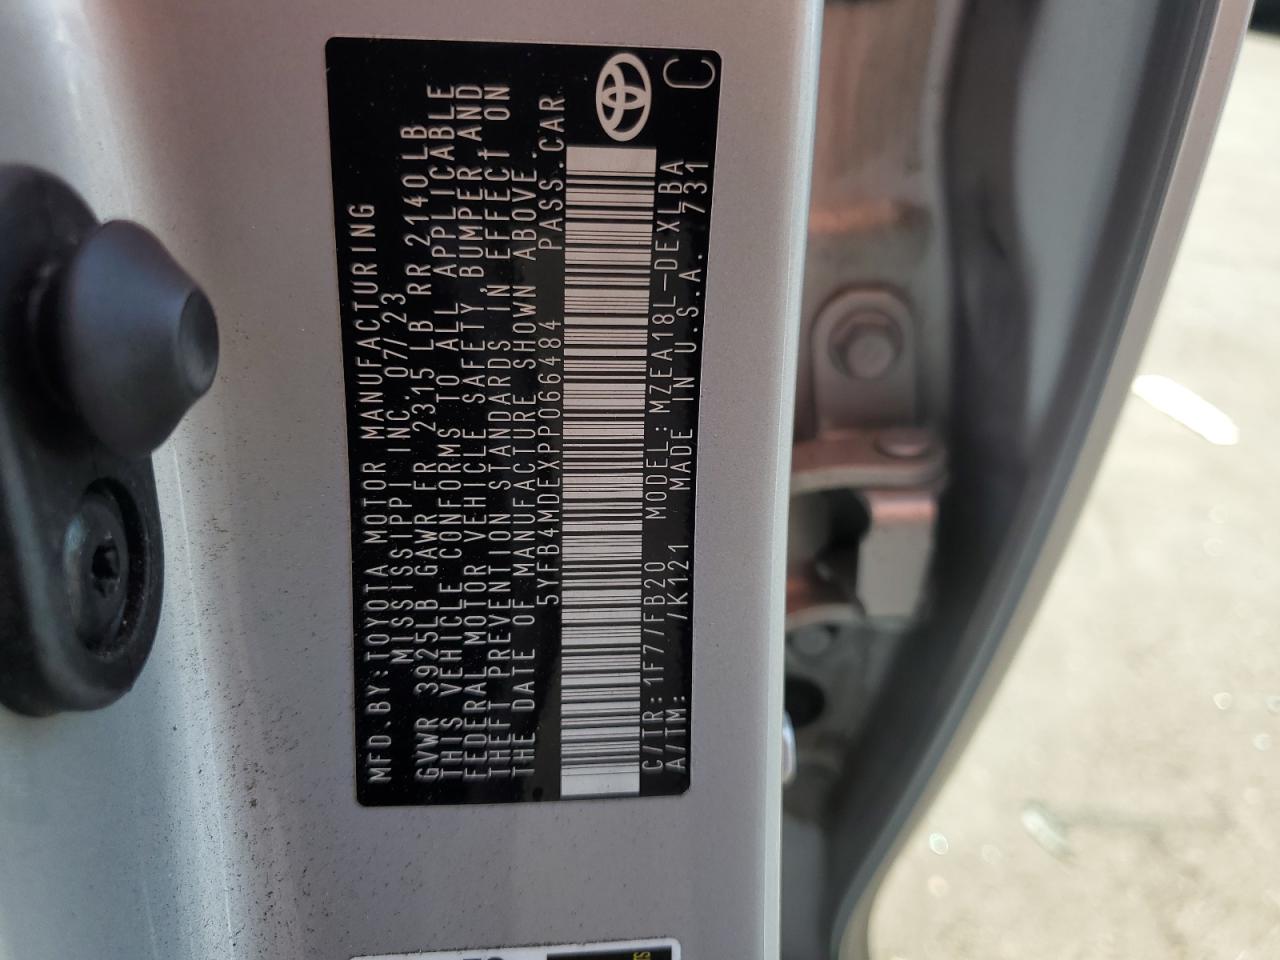 MFD. BY: TOYOTA MOTOR MANUFACTURING
MISSISSIPPI INC. 07/23
GVWR 3925LB GAWR FR 2315LB RR 2140LB
THIS VEHICLE CONFORMS TO ALL APPLICABLE
FEDERAL MOTOR VEHICLE SAFETY, BUMPER AND
THEFT PREVENTION STANDARDS IN EFFECT ON
THE DATE OF MANUFACTURE SHOWN ABOVE.
5YFB4MDEXPP066484 PASS.CAR
C/TR: 1F7/FB20 MODEL: MZEA18L-DEXLBA
A/TM: /K121 MADE IN U.S.A. 731
C